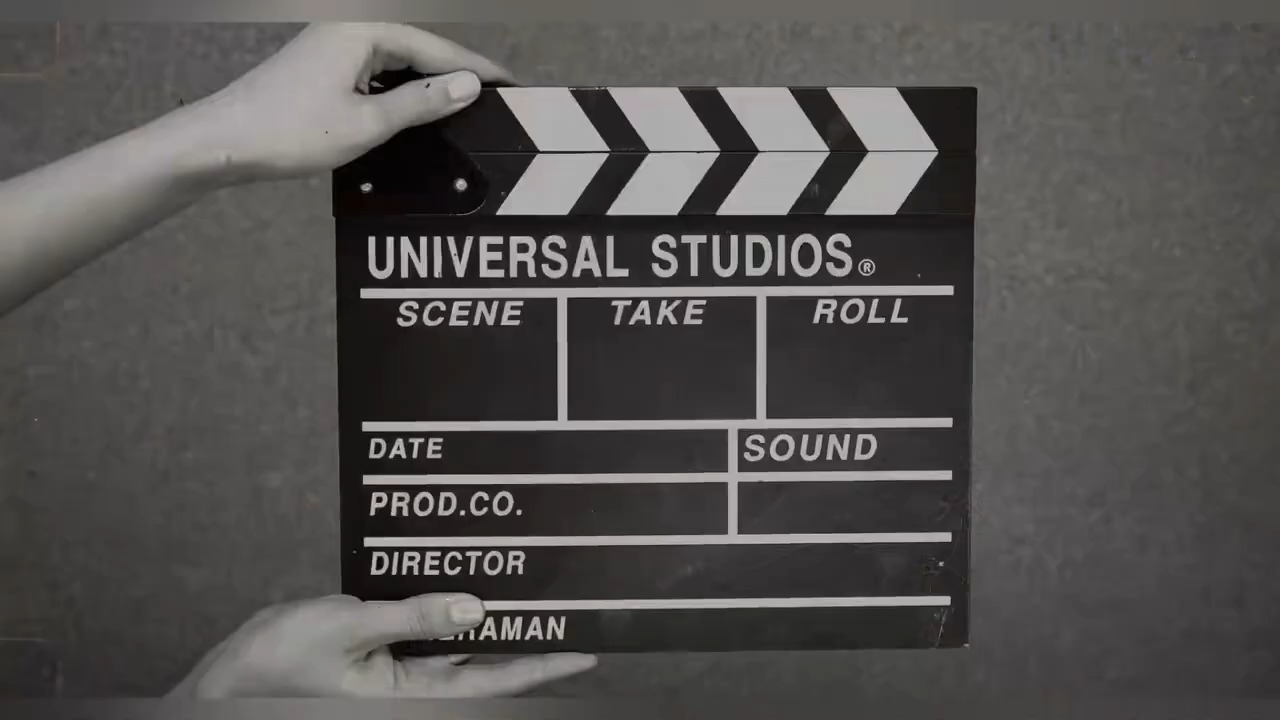 UNIVERSAL STUDIOS®
SCENE TAKE ROLL
DATE SOUND
PROD.CO.
DIRECTOR